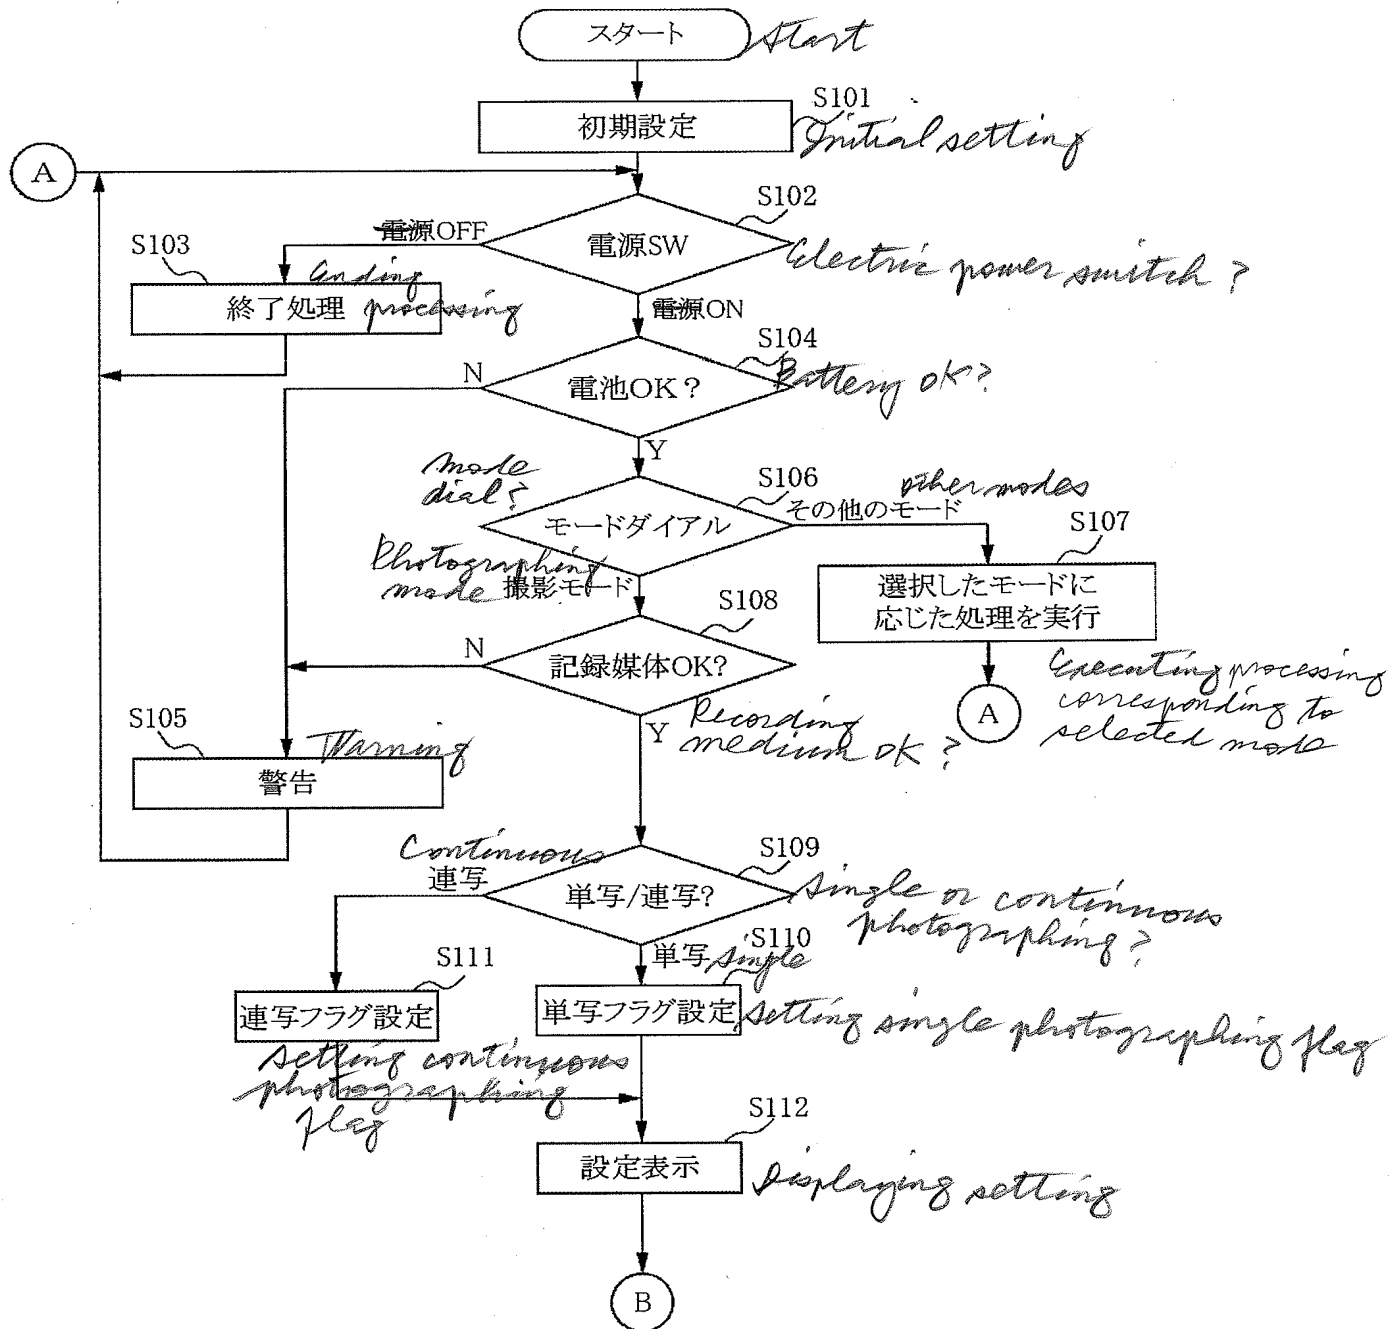 スタート Start
S101
初期設定 Initial setting
A
S102
電源OFF
電源SW Electric power switch?
S103
Ending
終了処理 processing
電源ON
S104
N
電池OK? Battery OK?
Y
mode
dial?
S106
other modes
その他のモード
モードダイアル
S107
Photographing
mode 撮影モード
選択したモードに
応じた処理を実行
S108
N
記録媒体OK?
Executing processing
corresponding to
selected mode
A
Y
Recording
medium OK?
S105
Warning
警告
Continuous
連写
S109
単写/連写? Single or continuous
photographing?
単写 single
S110
S111
連写フラグ設定
単写フラグ設定 Setting single photographing flag
Setting continuous
photographing
flag
S112
設定表示 Displaying setting
B